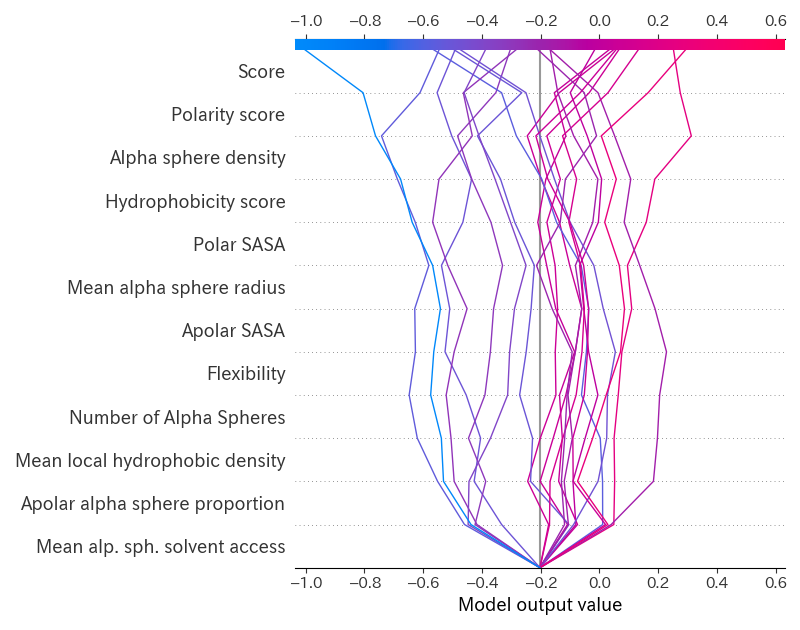 −1.0 −0.8 −0.6 −0.4 −0.2 0.0 0.2 0.4 0.6
Score
Polarity score
Alpha sphere density
Hydrophobicity score
Polar SASA
Mean alpha sphere radius
Apolar SASA
Flexibility
Number of Alpha Spheres
Mean local hydrophobic density
Apolar alpha sphere proportion
Mean alp. sph. solvent access
−1.0 −0.8 −0.6 −0.4 −0.2 0.0 0.2 0.4 0.6
Model output value